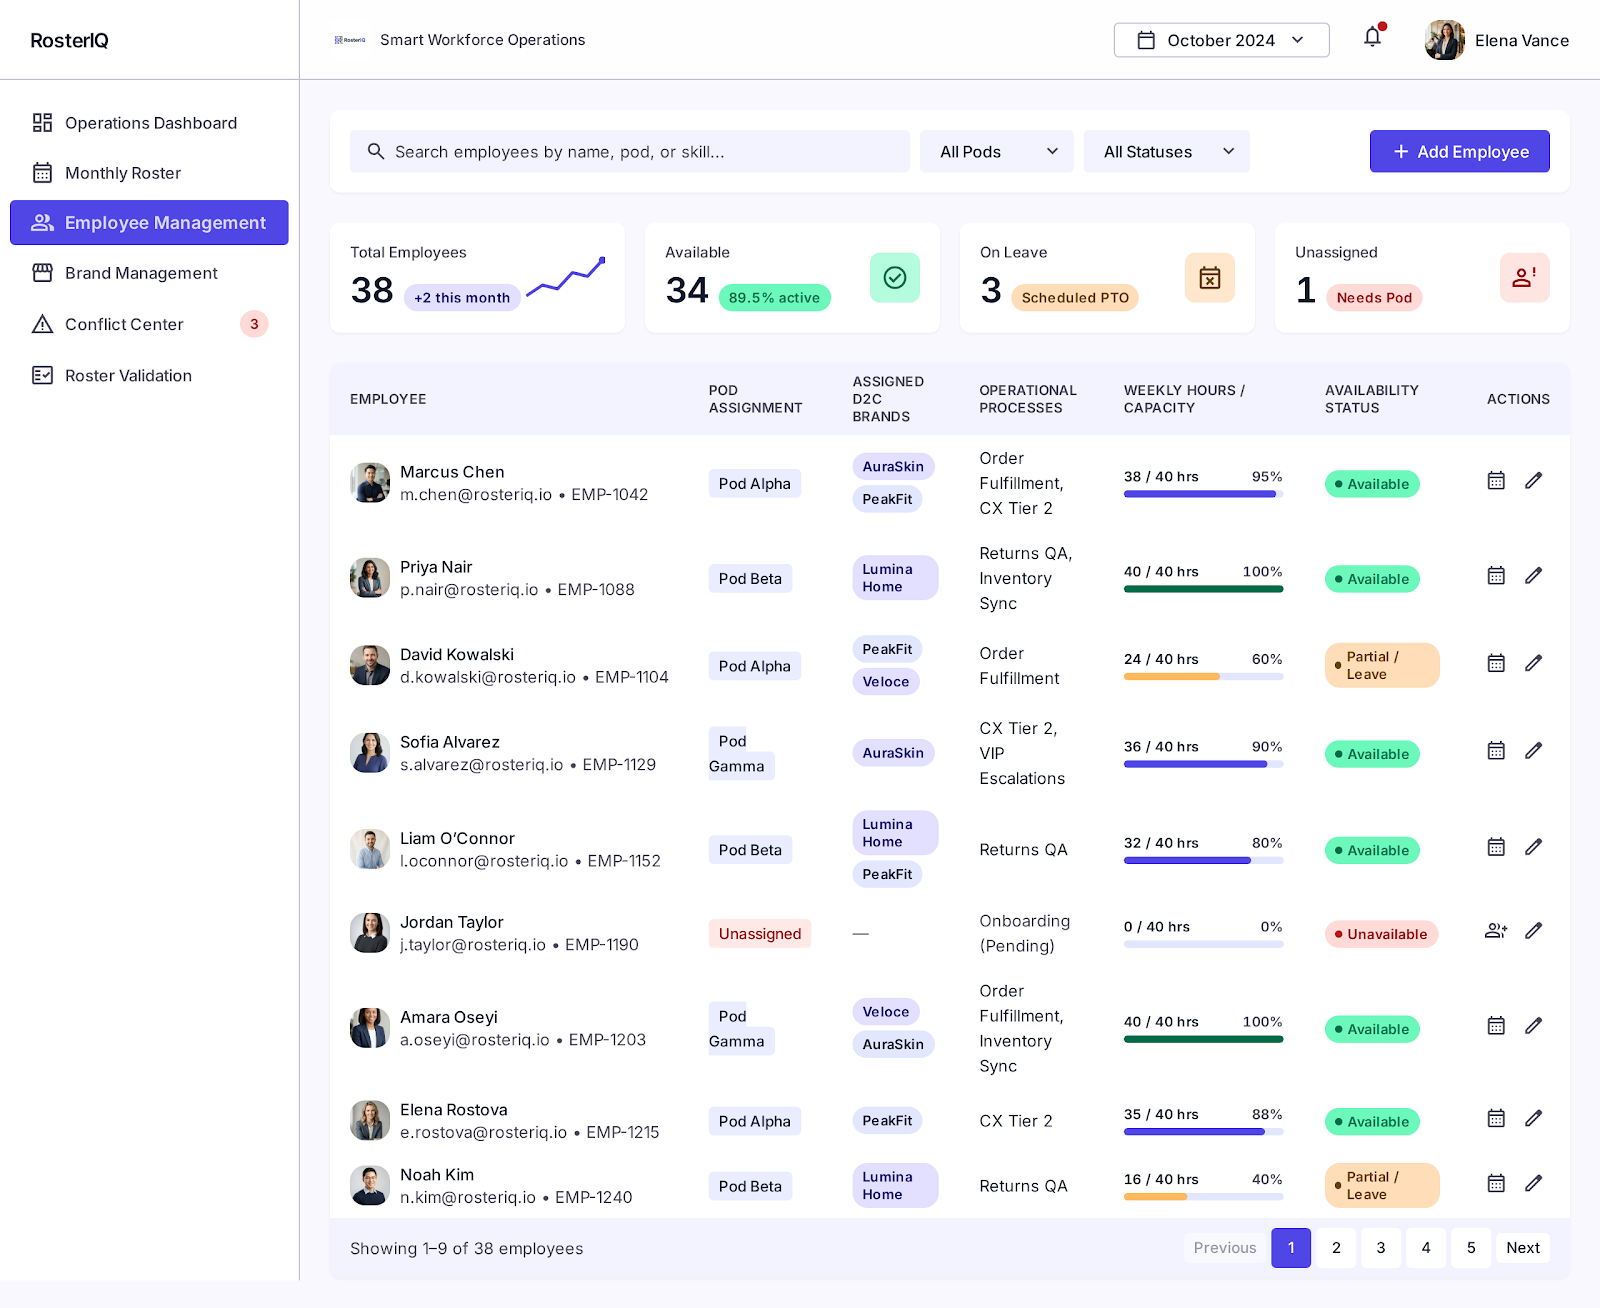 RosterIQ
RosterIQ
Smart Workforce Operations
October 2024
Elena Vance
Operations Dashboard
Monthly Roster
Employee Management
Brand Management
Conflict Center
3
Roster Validation
Search employees by name, pod, or skill...
All Pods
All Statuses
+ Add Employee
Total Employees
38
+2 this month
Available
34
89.5% active
On Leave
3
Scheduled PTO
Unassigned
1
Needs Pod
EMPLOYEE
POD
ASSIGNMENT
ASSIGNED
D2C
BRANDS
OPERATIONAL
PROCESSES
WEEKLY HOURS /
CAPACITY
AVAILABILITY
STATUS
ACTIONS
Marcus Chen
m.chen@rosteriq.io • EMP-1042
Pod Alpha
AuraSkin
PeakFit
Order
Fulfillment,
CX Tier 2
38 / 40 hrs
95%
Available
Priya Nair
p.nair@rosteriq.io • EMP-1088
Pod Beta
Lumina
Home
Returns QA,
Inventory
Sync
40 / 40 hrs
100%
Available
David Kowalski
d.kowalski@rosteriq.io • EMP-1104
Pod Alpha
PeakFit
Veloce
Order
Fulfillment
24 / 40 hrs
60%
Partial /
Leave
Sofia Alvarez
s.alvarez@rosteriq.io • EMP-1129
Pod
Gamma
AuraSkin
CX Tier 2,
VIP
Escalations
36 / 40 hrs
90%
Available
Liam O’Connor
l.oconnor@rosteriq.io • EMP-1152
Pod Beta
Lumina
Home
PeakFit
Returns QA
32 / 40 hrs
80%
Available
Jordan Taylor
j.taylor@rosteriq.io • EMP-1190
Unassigned
—
Onboarding
(Pending)
0 / 40 hrs
0%
Unavailable
Amara Oseyi
a.oseyi@rosteriq.io • EMP-1203
Pod
Gamma
Veloce
AuraSkin
Order
Fulfillment,
Inventory
Sync
40 / 40 hrs
100%
Available
Elena Rostova
e.rostova@rosteriq.io • EMP-1215
Pod Alpha
PeakFit
CX Tier 2
35 / 40 hrs
88%
Available
Noah Kim
n.kim@rosteriq.io • EMP-1240
Pod Beta
Lumina
Home
Returns QA
16 / 40 hrs
40%
Partial /
Leave
Showing 1–9 of 38 employees
Previous
1
2
3
4
5
Next